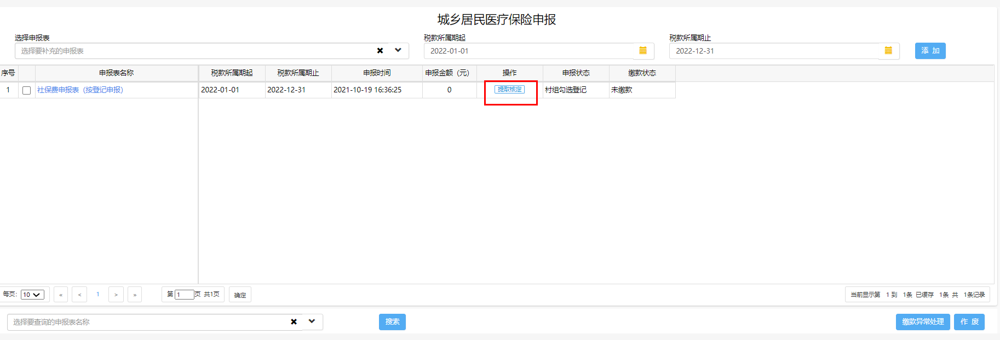 城乡居民医疗保险申报
选择申报表 税款所属期起 税款所属期止
选择要补充的申报表 2022-01-01 2022-12-31 添 加
序号 申报表名称 税款所属期起 税款所属期止 申报时间 申报金额（元） 操作 申报状态 缴款状态
1 社保费申报表（按登记申报） 2022-01-01 2022-12-31 2021-10-19 16:36:25 0 提取核定 村组勾选登记 未缴款
每页: 10 « < 1 > » 第 1 页 共1页 确定 当前显示第 1 到 1条 已缓存 1条 共 1条记录
选择要查询的申报表名称 搜索 缴款异常处理 作 废